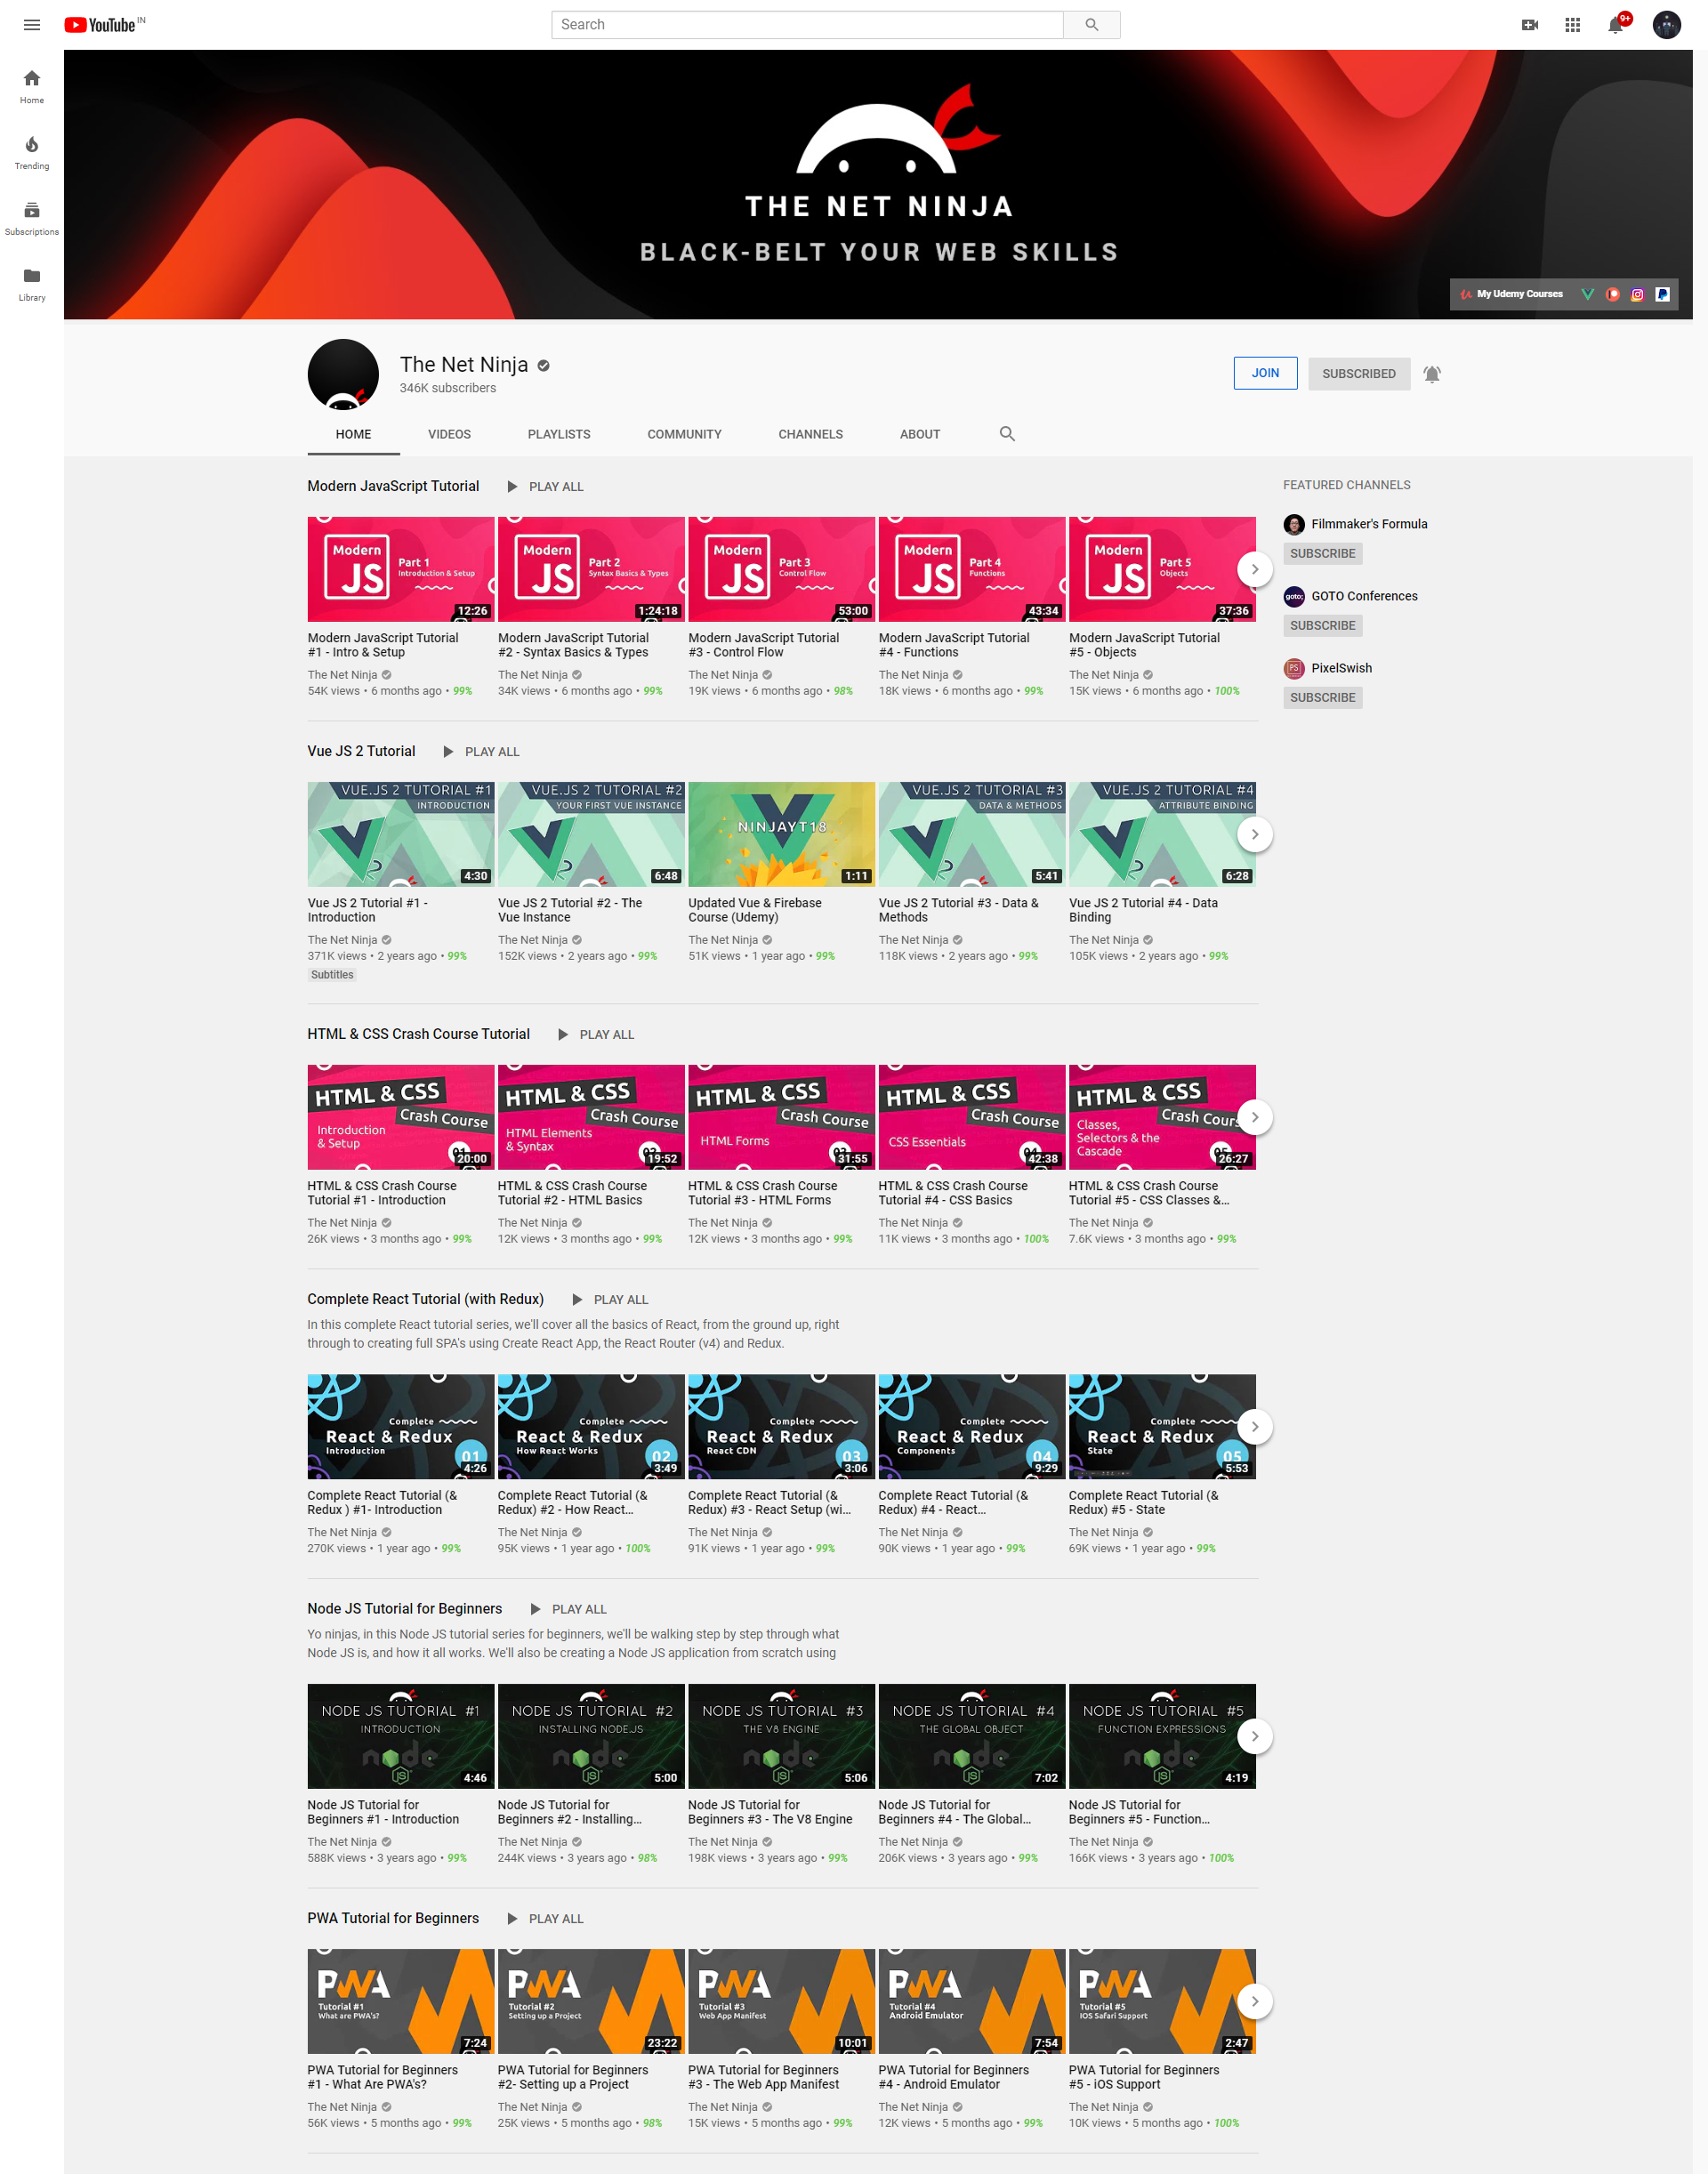 YouTube IN
Search
9+
Home
Trending
Subscriptions
Library
THE NET NINJA
BLACK-BELT YOUR WEB SKILLS
My Udemy Courses
The Net Ninja
346K subscribers
JOIN
SUBSCRIBED
HOME VIDEOS PLAYLISTS COMMUNITY CHANNELS ABOUT
Modern JavaScript Tutorial PLAY ALL
Modern JS Part 1 Introduction & Setup 12:26
Modern JS Part 2 Syntax Basics & Types 1:24:18
Modern JS Part 3 Control Flow 53:00
Modern JS Part 4 Functions 43:34
Modern JS Part 5 Objects 37:36
Modern JavaScript Tutorial
#1 - Intro & Setup
The Net Ninja
54K views • 6 months ago • 99%
Modern JavaScript Tutorial
#2 - Syntax Basics & Types
The Net Ninja
34K views • 6 months ago • 99%
Modern JavaScript Tutorial
#3 - Control Flow
The Net Ninja
19K views • 6 months ago • 98%
Modern JavaScript Tutorial
#4 - Functions
The Net Ninja
18K views • 6 months ago • 99%
Modern JavaScript Tutorial
#5 - Objects
The Net Ninja
15K views • 6 months ago • 100%
FEATURED CHANNELS
Filmmaker's Formula
SUBSCRIBE
goto;
GOTO Conferences
SUBSCRIBE
PS
PixelSwish
SUBSCRIBE
Vue JS 2 Tutorial PLAY ALL
VUE.JS 2 TUTORIAL #1
INTRODUCTION
2
4:30
VUE.JS 2 TUTORIAL #2
YOUR FIRST VUE INSTANCE
2
6:48
NINJAYT18
1:11
VUE.JS 2 TUTORIAL #3
DATA & METHODS
2
5:41
VUE.JS 2 TUTORIAL #4
ATTRIBUTE BINDING
2
6:28
Vue JS 2 Tutorial #1 -
Introduction
The Net Ninja
371K views • 2 years ago • 99%
Subtitles
Vue JS 2 Tutorial #2 - The
Vue Instance
The Net Ninja
152K views • 2 years ago • 99%
Updated Vue & Firebase
Course (Udemy)
The Net Ninja
51K views • 1 year ago • 99%
Vue JS 2 Tutorial #3 - Data &
Methods
The Net Ninja
118K views • 2 years ago • 99%
Vue JS 2 Tutorial #4 - Data
Binding
The Net Ninja
105K views • 2 years ago • 99%
HTML & CSS Crash Course Tutorial PLAY ALL
HTML & CSS
Crash Course
Introduction
& Setup
20:00
HTML & CSS
Crash Course
HTML Elements
& Syntax
19:52
HTML & CSS
Crash Course
HTML Forms
31:55
HTML & CSS
Crash Course
CSS Essentials
42:38
HTML & CSS
Crash Cours
Classes,
Selectors & the
Cascade
26:27
HTML & CSS Crash Course
Tutorial #1 - Introduction
The Net Ninja
26K views • 3 months ago • 99%
HTML & CSS Crash Course
Tutorial #2 - HTML Basics
The Net Ninja
12K views • 3 months ago • 99%
HTML & CSS Crash Course
Tutorial #3 - HTML Forms
The Net Ninja
12K views • 3 months ago • 99%
HTML & CSS Crash Course
Tutorial #4 - CSS Basics
The Net Ninja
11K views • 3 months ago • 100%
HTML & CSS Crash Course
Tutorial #5 - CSS Classes &...
The Net Ninja
7.6K views • 3 months ago • 99%
Complete React Tutorial (with Redux) PLAY ALL
In this complete React tutorial series, we'll cover all the basics of React, from the ground up, right
through to creating full SPA's using Create React App, the React Router (v4) and Redux.
Complete
React & Redux
Introduction
01
4:26
Complete
React & Redux
How React Works
02
3:49
Complete
React & Redux
React CDN
03
3:06
Complete
React & Redux
Components
04
9:29
Complete
React & Redux
State
05
5:53
Complete React Tutorial (&
Redux ) #1- Introduction
The Net Ninja
270K views • 1 year ago • 99%
Complete React Tutorial (&
Redux) #2 - How React...
The Net Ninja
95K views • 1 year ago • 100%
Complete React Tutorial (&
Redux) #3 - React Setup (wi...
The Net Ninja
91K views • 1 year ago • 99%
Complete React Tutorial (&
Redux) #4 - React...
The Net Ninja
90K views • 1 year ago • 99%
Complete React Tutorial (&
Redux) #5 - State
The Net Ninja
69K views • 1 year ago • 99%
Node JS Tutorial for Beginners PLAY ALL
Yo ninjas, in this Node JS tutorial series for beginners, we'll be walking step by step through what
Node JS is, and how it all works. We'll also be creating a Node JS application from scratch using
NODE JS TUTORIAL #1
INTRODUCTION
node
JS
4:46
NODE JS TUTORIAL #2
INSTALLING NODE.JS
node
JS
5:00
NODE JS TUTORIAL #3
THE V8 ENGINE
node
JS
5:06
NODE JS TUTORIAL #4
THE GLOBAL OBJECT
node
JS
7:02
NODE JS TUTORIAL #5
FUNCTION EXPRESSIONS
node
JS
4:19
Node JS Tutorial for
Beginners #1 - Introduction
The Net Ninja
588K views • 3 years ago • 99%
Node JS Tutorial for
Beginners #2 - Installing...
The Net Ninja
244K views • 3 years ago • 98%
Node JS Tutorial for
Beginners #3 - The V8 Engine
The Net Ninja
198K views • 3 years ago • 99%
Node JS Tutorial for
Beginners #4 - The Global...
The Net Ninja
206K views • 3 years ago • 99%
Node JS Tutorial for
Beginners #5 - Function...
The Net Ninja
166K views • 3 years ago • 100%
PWA Tutorial for Beginners PLAY ALL
PWA
Tutorial #1
What are PWA's?
7:24
PWA
Tutorial #2
Setting up a Project
23:22
PWA
Tutorial #3
Web App Manifest
10:01
PWA
Tutorial #4
Android Emulator
7:54
PWA
Tutorial #5
IOS Safari Support
2:47
PWA Tutorial for Beginners
#1 - What Are PWA's?
The Net Ninja
56K views • 5 months ago • 99%
PWA Tutorial for Beginners
#2- Setting up a Project
The Net Ninja
25K views • 5 months ago • 98%
PWA Tutorial for Beginners
#3 - The Web App Manifest
The Net Ninja
15K views • 5 months ago • 99%
PWA Tutorial for Beginners
#4 - Android Emulator
The Net Ninja
12K views • 5 months ago • 99%
PWA Tutorial for Beginners
#5 - iOS Support
The Net Ninja
10K views • 5 months ago • 100%